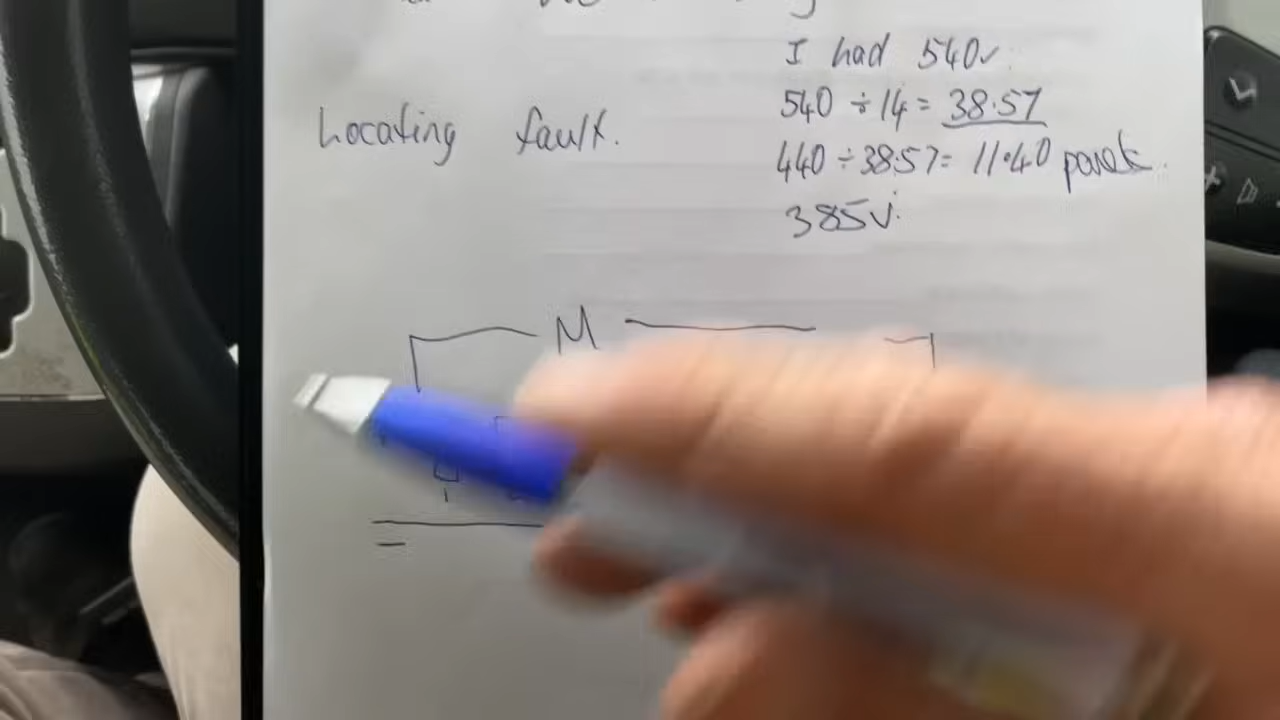 I had 540v.
540 ÷ 14 = 38.57
Locating fault.
440 ÷ 38.57 = 11.40 panels.
385v.
M